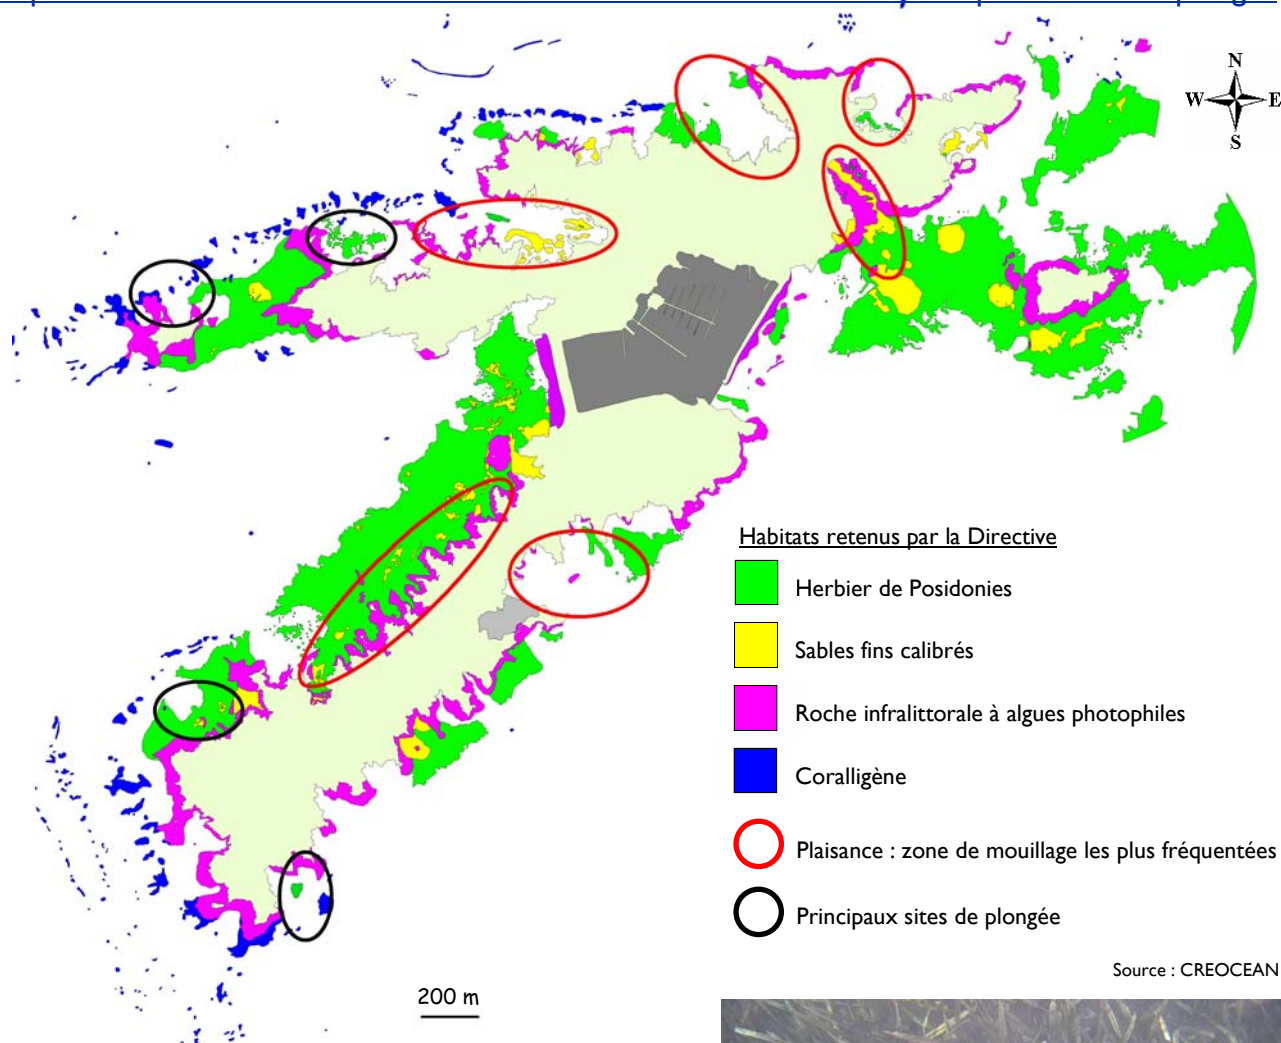 N
W E
S
Habitats retenus par la Directive
Herbier de Posidonies
Sables fins calibrés
Roche infralittorale à algues photophiles
Coralligène
Plaisance : zone de mouillage les plus fréquentées
Principaux sites de plongée
Source : CREOCEAN
200 m